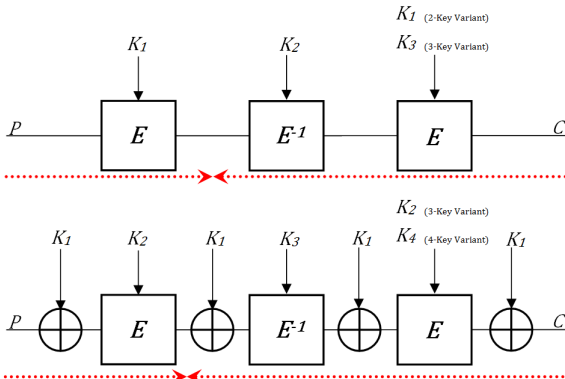 K1 (2-Key Variant)
K1 K2 K3 (3-Key Variant)
P E E-1 E C
K2 (3-Key Variant)
K1 K2 K1 K3 K1 K4 (4-Key Variant) K1
P E E-1 E C